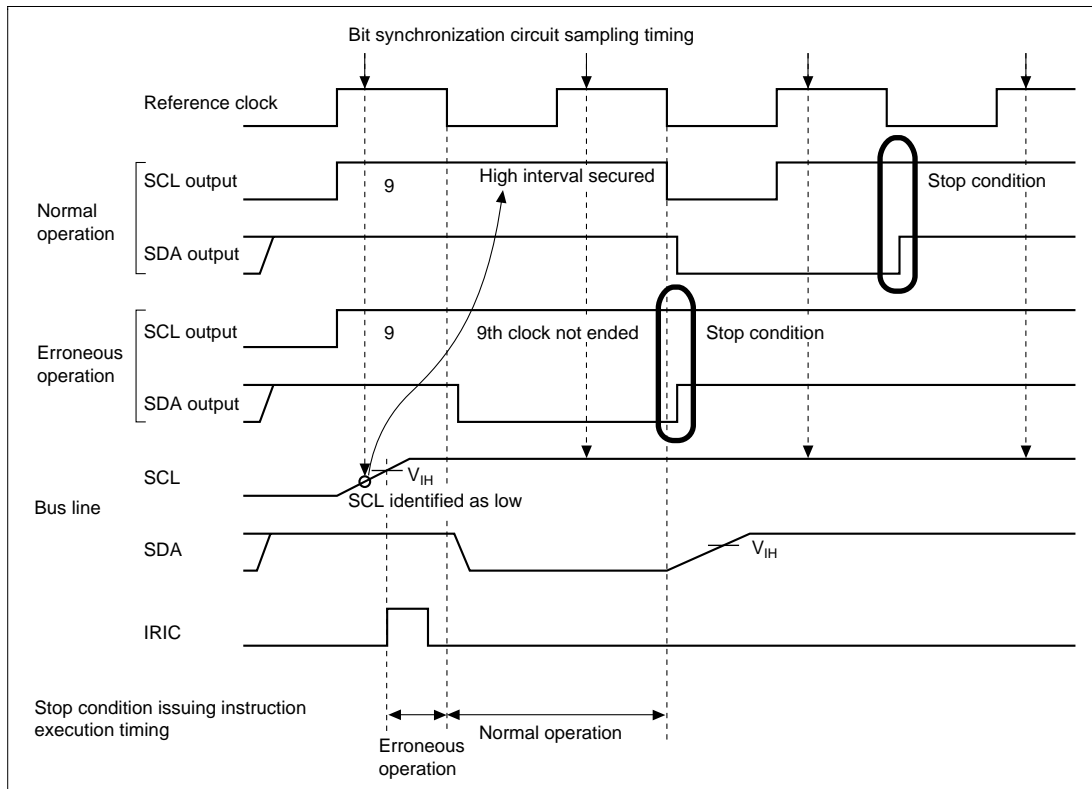 Bit synchronization circuit sampling timing
Reference clock
SCL output
9
High interval secured
Stop condition
Normal
operation
SDA output
SCL output
9
9th clock not ended
Stop condition
Erroneous
operation
SDA output
SCL
VIH
SCL identified as low
Bus line
SDA
VIH
IRIC
Stop condition issuing instruction
execution timing
Normal operation
Erroneous
operation